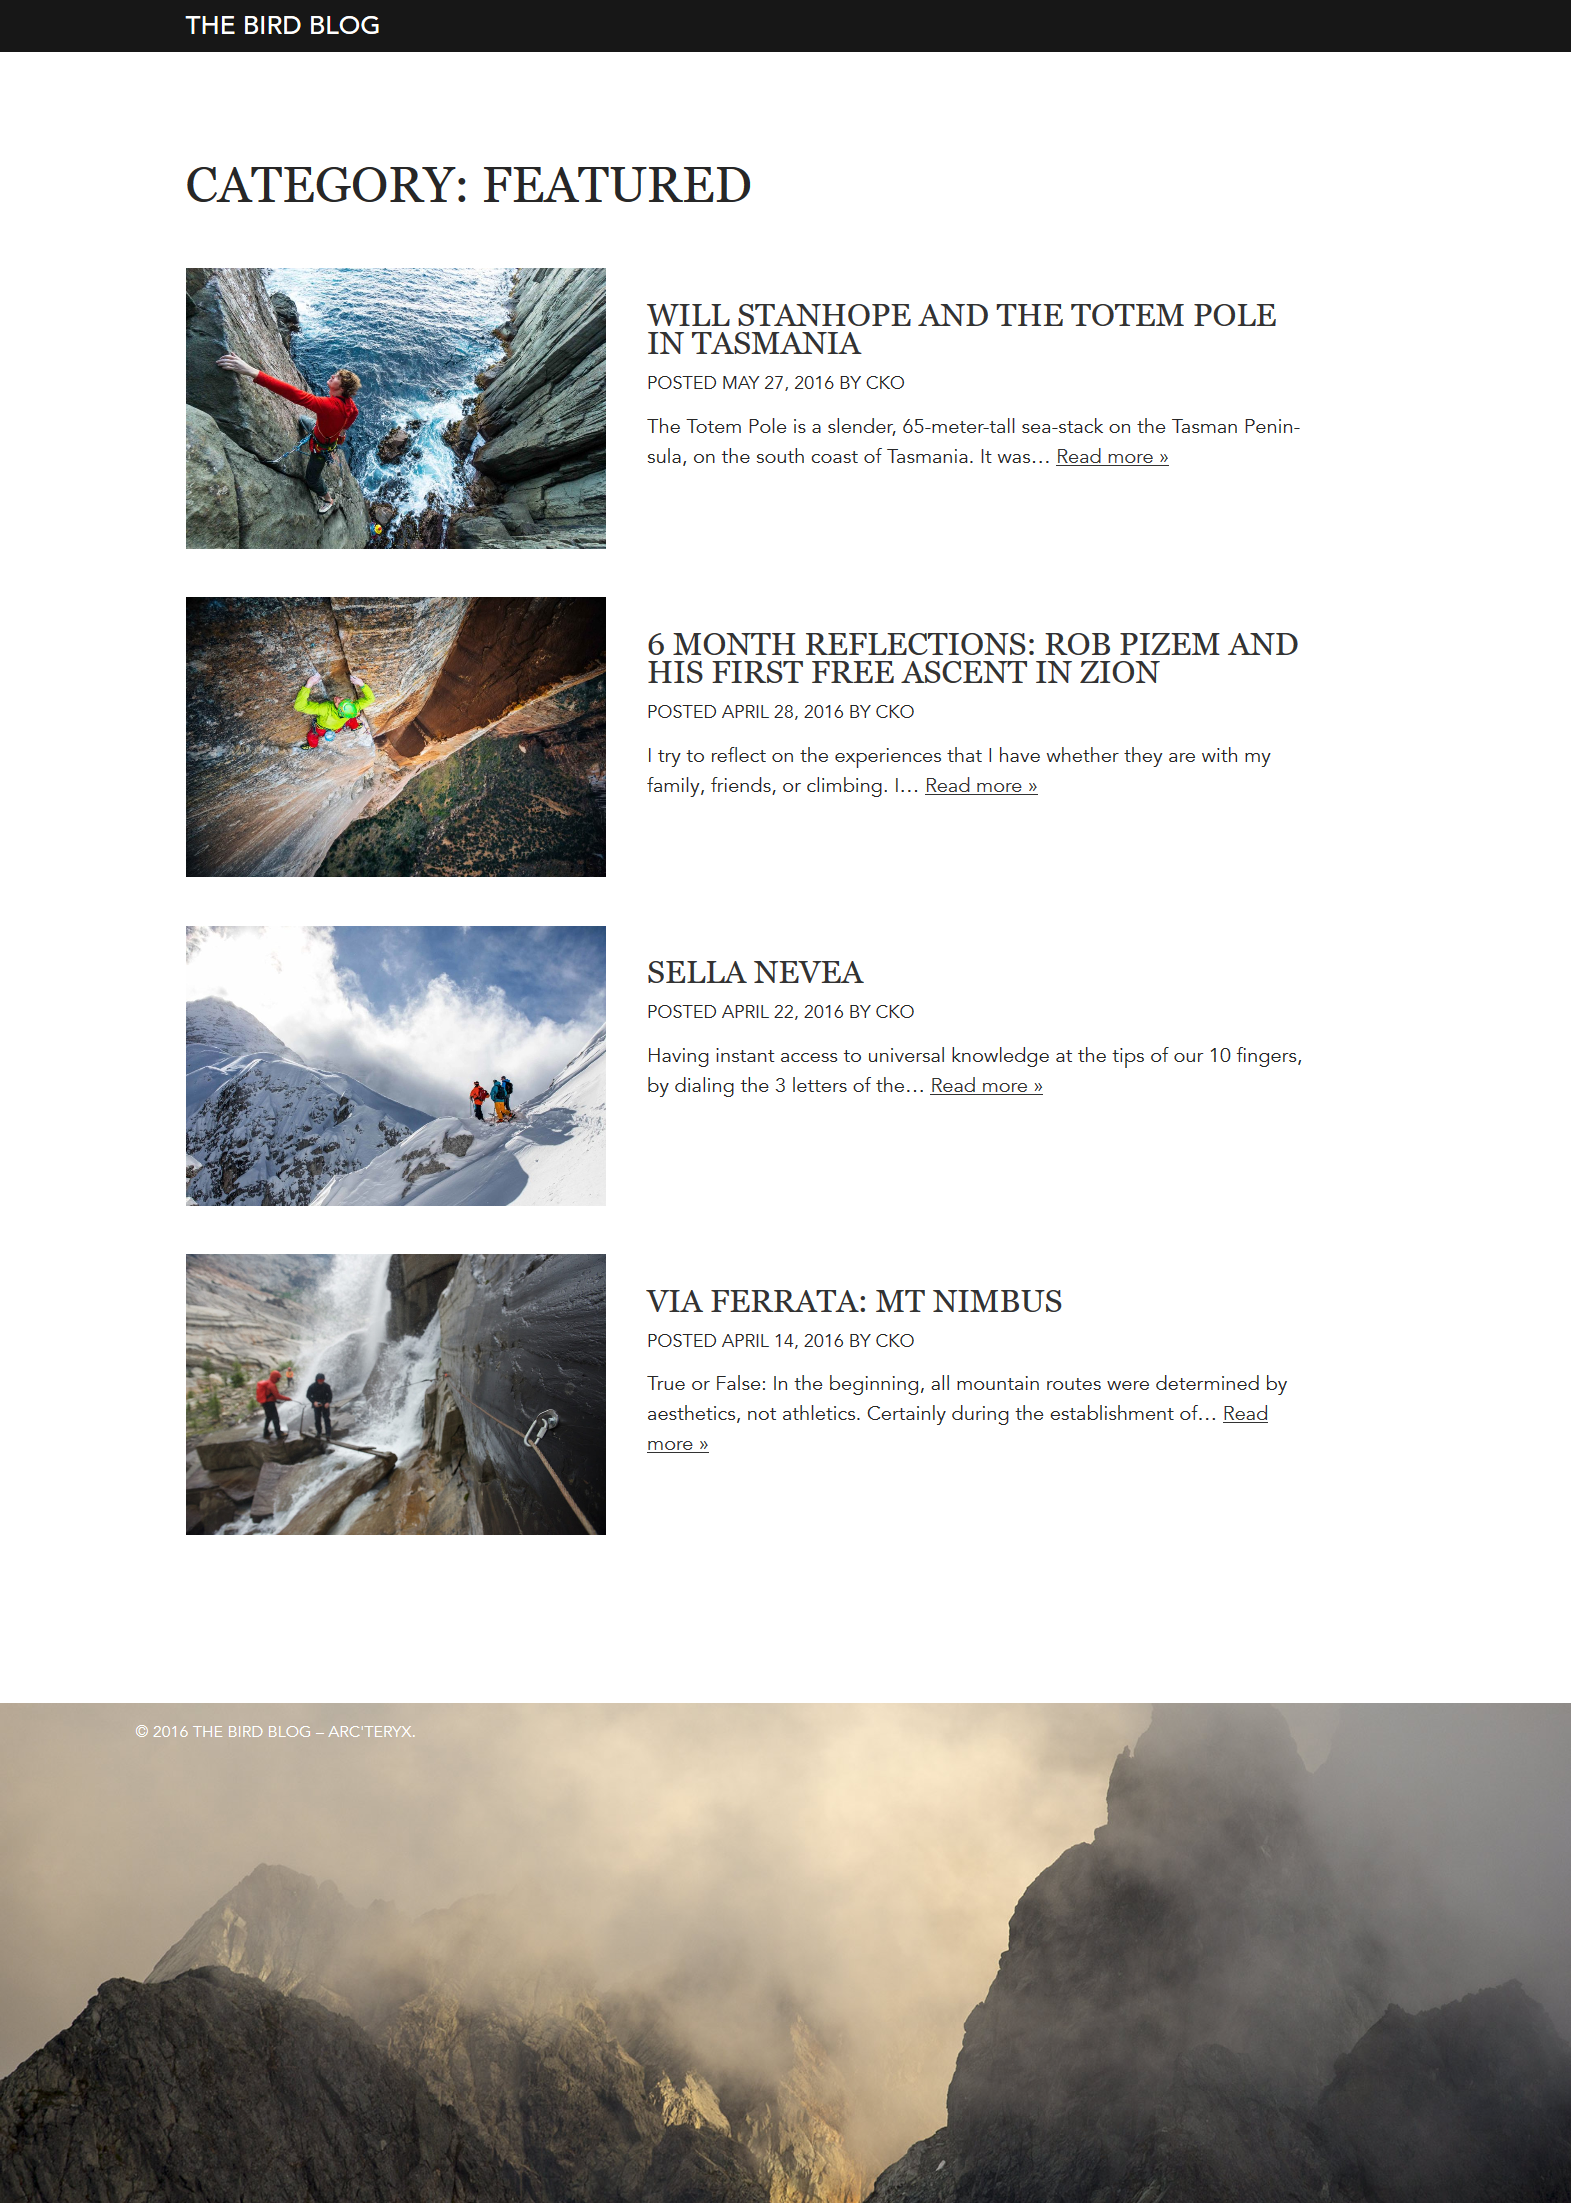 THE BIRD BLOG
CATEGORY: FEATURED
WILL STANHOPE AND THE TOTEM POLE
IN TASMANIA
POSTED MAY 27, 2016 BY CKO
The Totem Pole is a slender, 65-meter-tall sea-stack on the Tasman Penin-
sula, on the south coast of Tasmania. It was… Read more »
6 MONTH REFLECTIONS: ROB PIZEM AND
HIS FIRST FREE ASCENT IN ZION
POSTED APRIL 28, 2016 BY CKO
I try to reflect on the experiences that I have whether they are with my
family, friends, or climbing. I… Read more »
SELLA NEVEA
POSTED APRIL 22, 2016 BY CKO
Having instant access to universal knowledge at the tips of our 10 fingers,
by dialing the 3 letters of the… Read more »
VIA FERRATA: MT NIMBUS
POSTED APRIL 14, 2016 BY CKO
True or False: In the beginning, all mountain routes were determined by
aesthetics, not athletics. Certainly during the establishment of… Read
more »
© 2016 THE BIRD BLOG – ARC'TERYX.